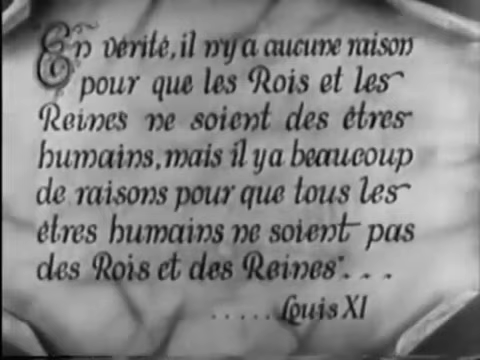 En vérité, il n'y a aucune raison
pour que les Rois et les
Reines ne soient des êtres
humains, mais il y a beaucoup
de raisons pour que tous les
êtres humains ne soient pas
des Rois et des Reines"...
.....Louis XI